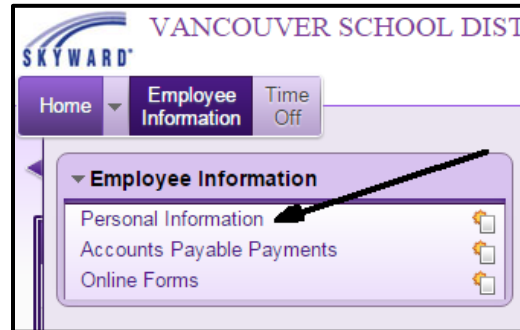 VANCOUVER SCHOOL DIST
SKYWARD
Home
Employee Information
Time Off
Employee Information
Personal Information
Accounts Payable Payments
Online Forms